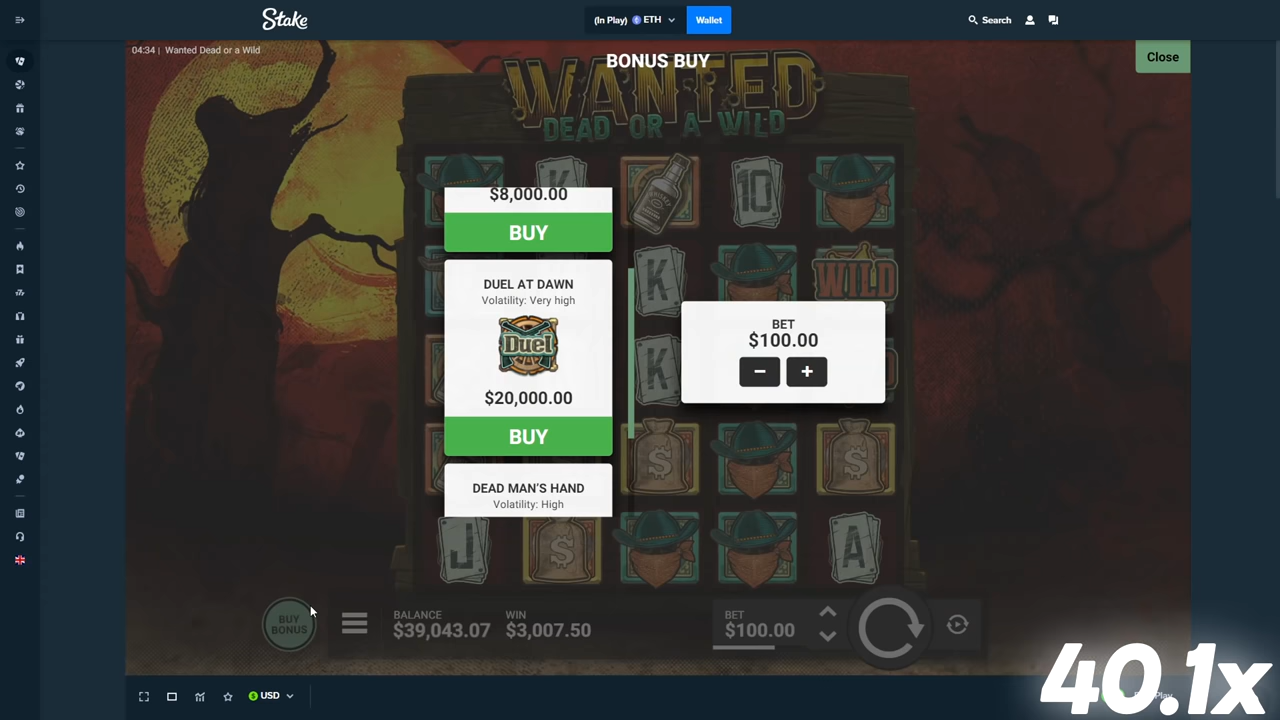 Stake
(In Play) ETH
Wallet
Search
04:34 | Wanted Dead or a Wild
BONUS BUY
Close
WANTED
DEAD OR A WILD
K
10
$8,000.00
BUY
DUEL AT DAWN
Volatility: Very high
Duel
$20,000.00
BUY
DEAD MAN'S HAND
Volatility: High
K
WILD
BET
$100.00
K
$
$
J
$
A
BUY
BONUS
BALANCE
$39,043.07
WIN
$3,007.50
BET
$100.00
USD
Play
40.1x